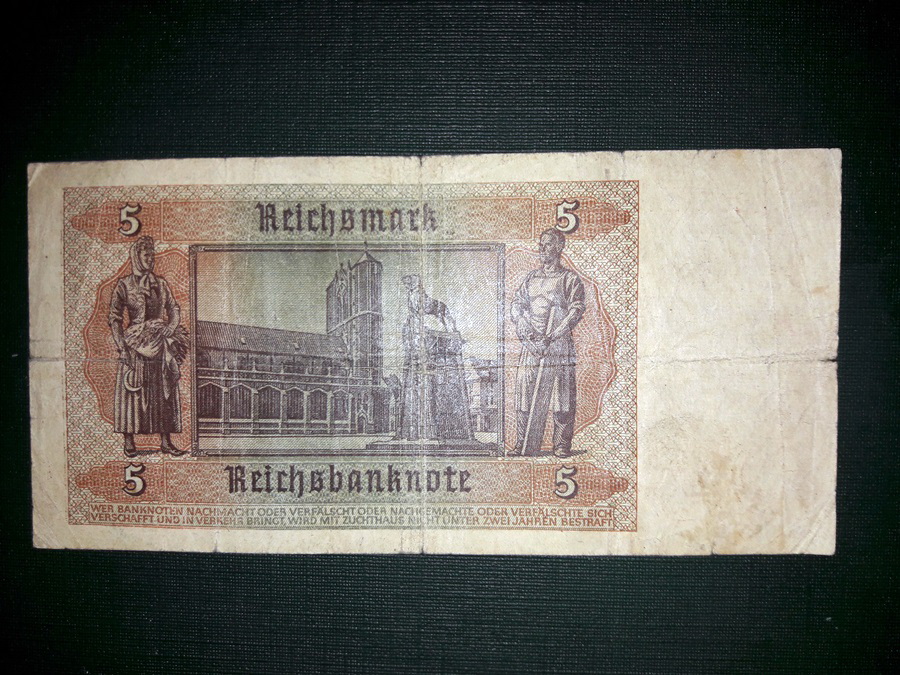 5 Reichsmark 5
5 Reichsbanknote 5
WER BANKNOTEN NACHMACHT ODER VERFÄLSCHT ODER NACHGEMACHTE ODER VERFÄLSCHTE SICH
VERSCHAFFT UND IN VERKEHR BRINGT, WIRD MIT ZUCHTHAUS NICHT UNTER ZWEI JAHREN BESTRAFT